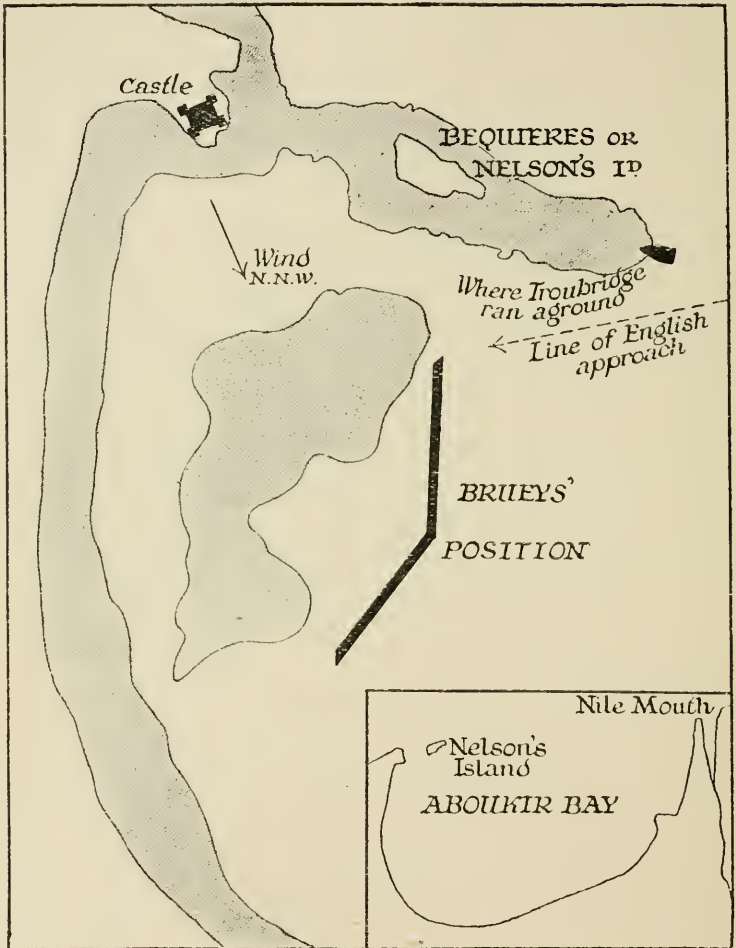 Castle
BEQUIERES OR
NELSON'S ID
Wind
N.N.W.
Where Troubridge
ran aground
Line of English
approach
BRUEYS'
POSITION
Nile Mouth
Nelson's
Island
ABOUKIR BAY